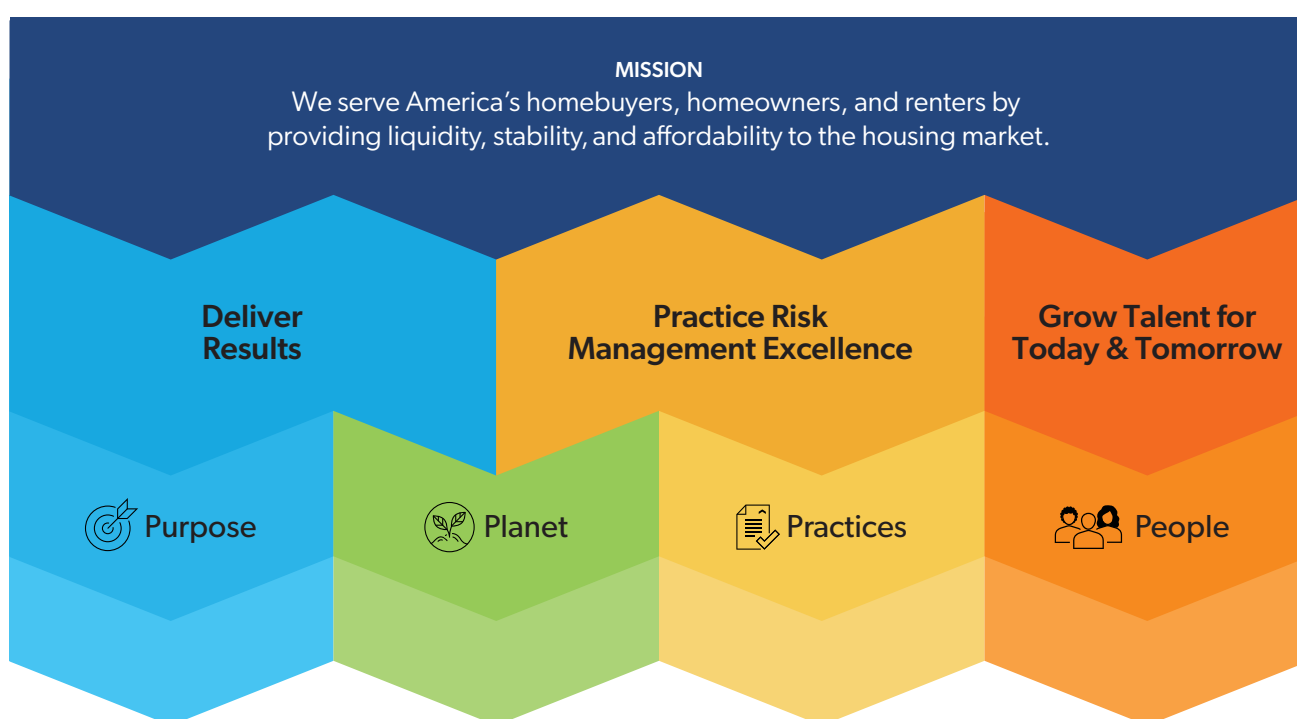 MISSION
We serve America’s homebuyers, homeowners, and renters by
providing liquidity, stability, and affordability to the housing market.
Deliver
Results
Practice Risk
Management Excellence
Grow Talent for
Today & Tomorrow
Purpose
Planet
Practices
People